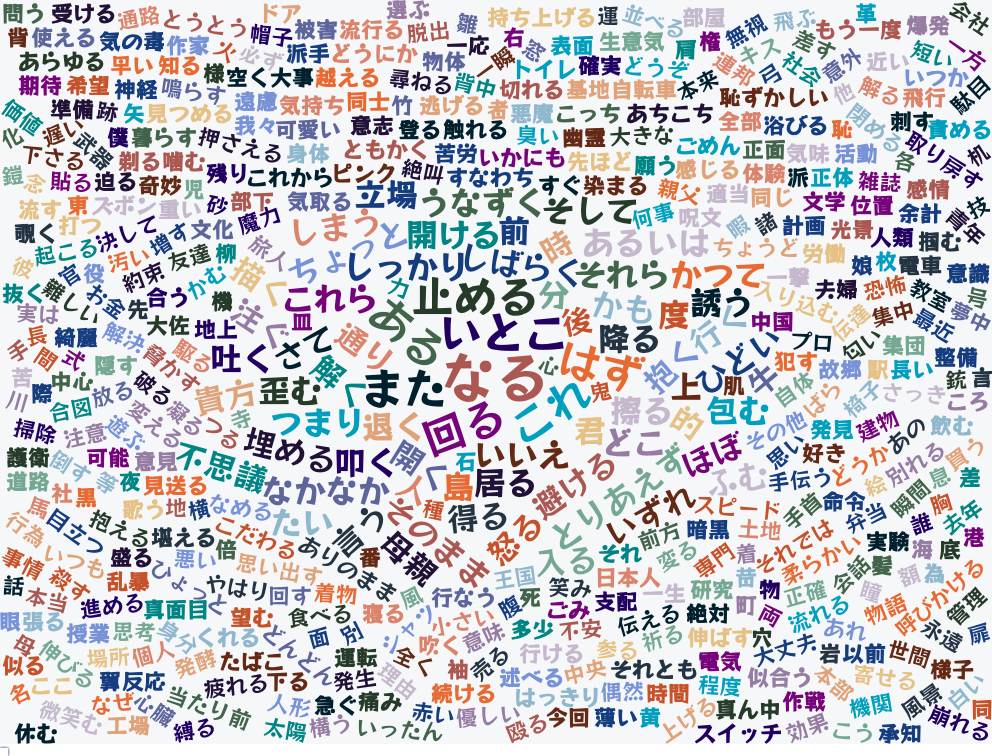 問う 受ける 通路 とうとう ドア 選ぶ 雛 持ち上げる 運 並べる 部屋 飛ぶ 革 会社
背 使える 気の毒 作家 火 帽子 被害 流行る 脱出 一応 右 窓 表面 生意気 肩 権 無視 キス 差す もう一度 爆発
あらゆる 早い 知る 様 必ず 派手 どうにか 物体 一瞬 トイレ 確実 どうぞ 連邦 弓 社会 意外 近い 短い 一方
期待 希望 神経 鳴らす 空く 大事 越える 尋ねる 背中 切れる 基地 自転車 本来 恥ずかしい 他 解る 飛行 いつか 駄目
価値 準備 跡 矢 見つめる 遠慮 気持ち 同士 竹 逃げる 者 悪魔 こっち あちこち 全部 浴びる 恥 閉める 刺す 責める
化 遅い 武器 僕 暮らす 押さえる 我々 可愛い 意志 登る 触れる 臭い 幽霊 大きな ごめん 正面 気味 活動 各 取り戻す 机
下さる 剃る 噛む 残り 身体 ともかく 苦労 いかにも 先ほど 願う 感じる 体験 派 正体 雑誌 感情
鎧 念 貼る 迫る 奇妙 児 これから ピンク 絶叫 すなわち すぐ 染まる 親父 適当 同じ 文学 位置 余計 技
流す 東 ズボン 重い 砂 部下 気取る 立場 うなずく そして 何事 呪文 暇 諸 計画 光景 人類 掴む 青年
覗く 打つ 決して 増す 文化 魔力 しまう ちょっと 開ける 前 時 あるいは ちょうど 労働 娘 枚 電車 意識
彼 起こる 汚い 友達 柳 旅人 しっかり しばらく それら かつて 一撃 夫婦 恐怖 教室 局
官 役 約束 かむ 描く 力 止める 分 かも 度 誘う 入り込む 伝達 集中 最近 夢中
抜く 難しい お金 先 合う 機 これら 皿 ある いとこ 後 降る 行く 中国 プロ 匂い 集団
実は 長 綺麗 解決 大佐 地上 注ぐ さて 通り 心 はず 抱く ひどい 犯す 故郷 駅 長い 整備
手 間 式 隠す 脅かす 駆る 吐く 解く また なる 鬼 上 肌 牛 自体 ばら 椅子 さっき 銃 言
苦 際 中心 放る 破る 貴方 歪む これ 擦る 的 包む その他 発見 建物 ころ
川 合図 遊ぶ 変える 凝る つる 寺 つまり 退く 回る 君 どこ ほぼ 思い 好き あの 飲む
掃除 注意 埋める 叩く 開く 石 いいえ 手伝う どうか 別れる 買う
護衛 倒す 可能 意見 不思議 なかなか 人 島 居る 避ける とりあえず ふむ 絵 瞬間 息 差
道路 社 黒 争 夜 見送る 種 得る いずれ スピード 手首 命令 弁当 誰 胸 去年
馬 目立つ 歌う 地 横 なめる たい 言う そのまま 怒る 前方 暗黒 土地 実験 海 底 港
行為 いつも 抱える 堪える 倍 こだわる ありのまま 番 母親 入る それ 変る 専門 着 それでは 柔らかい 会話 髪
事情 殺す 盛る 悪い 思い出す 王国 笑み 日本人 一生 研究 歯 物 正確 瞳 額 為
話 本当 乱暴 ひょっと やはり 回す 着物 風 行なう 腹 死 ごみ 支配 絶対 町 両 流れる 物語 呼びかける 管理
眼 張る 進める 真面目 望む 食べる 寝る シャツ 小さい 多少 不安 伝える 祈る 伸ばす 穴 あれ 永遠 扉
母 授業 思考 身分 くれる どんどん 面 別 吹く 意味 行ける 参る 大丈夫 岩 以前 世間
似る 伸びる 場所 個人 発酵 たばこ 運転 全く 袖 売る 述べる 中央 それとも 電気 似合う 本部 寄せる 様子
名 ここ 翼 反応 疲れる 下る 発生 理由 続ける はっきり 偶然 時間 程度 真ん中 作戦 機関 風景 白い
なぜ 心臓 当たり前 人形 急ぐ 痛み 赤い 優しい 殴る 今回 薄い 黄 上げる 同
休む 微笑む 工場 縛る 太陽 構う いったん スイッチ 効果 こう 承知 崩れる